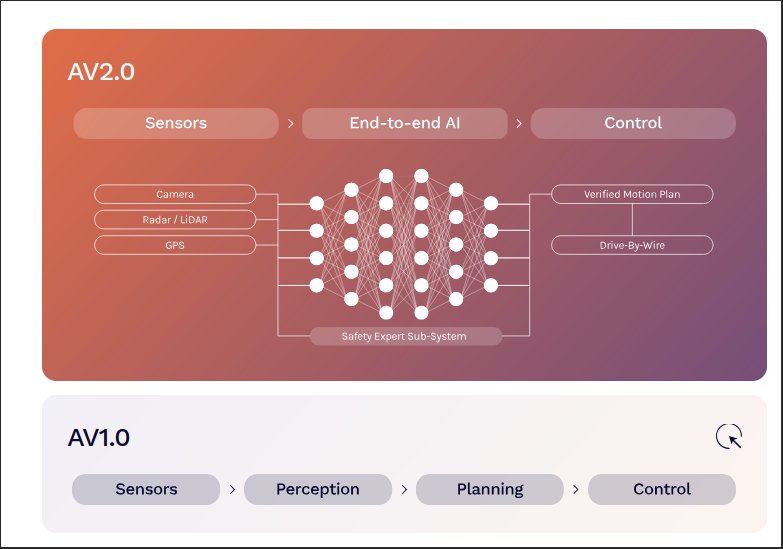 AV2.0
Sensors
End-to-end AI
Control
Camera
Radar / LiDAR
GPS
Safety Expert Sub-System
Verified Motion Plan
Drive-By-Wire
AV1.0
Sensors
Perception
Planning
Control